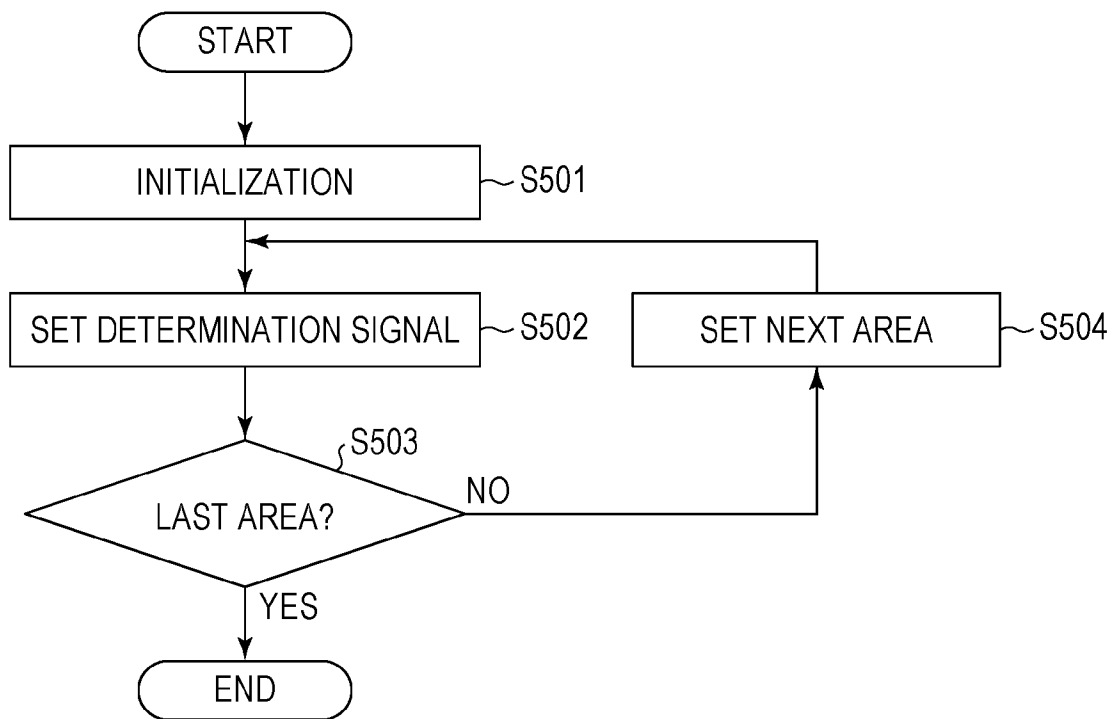 START
INITIALIZATION
S501
SET DETERMINATION SIGNAL
S502
SET NEXT AREA
S504
S503
LAST AREA?
NO
YES
END